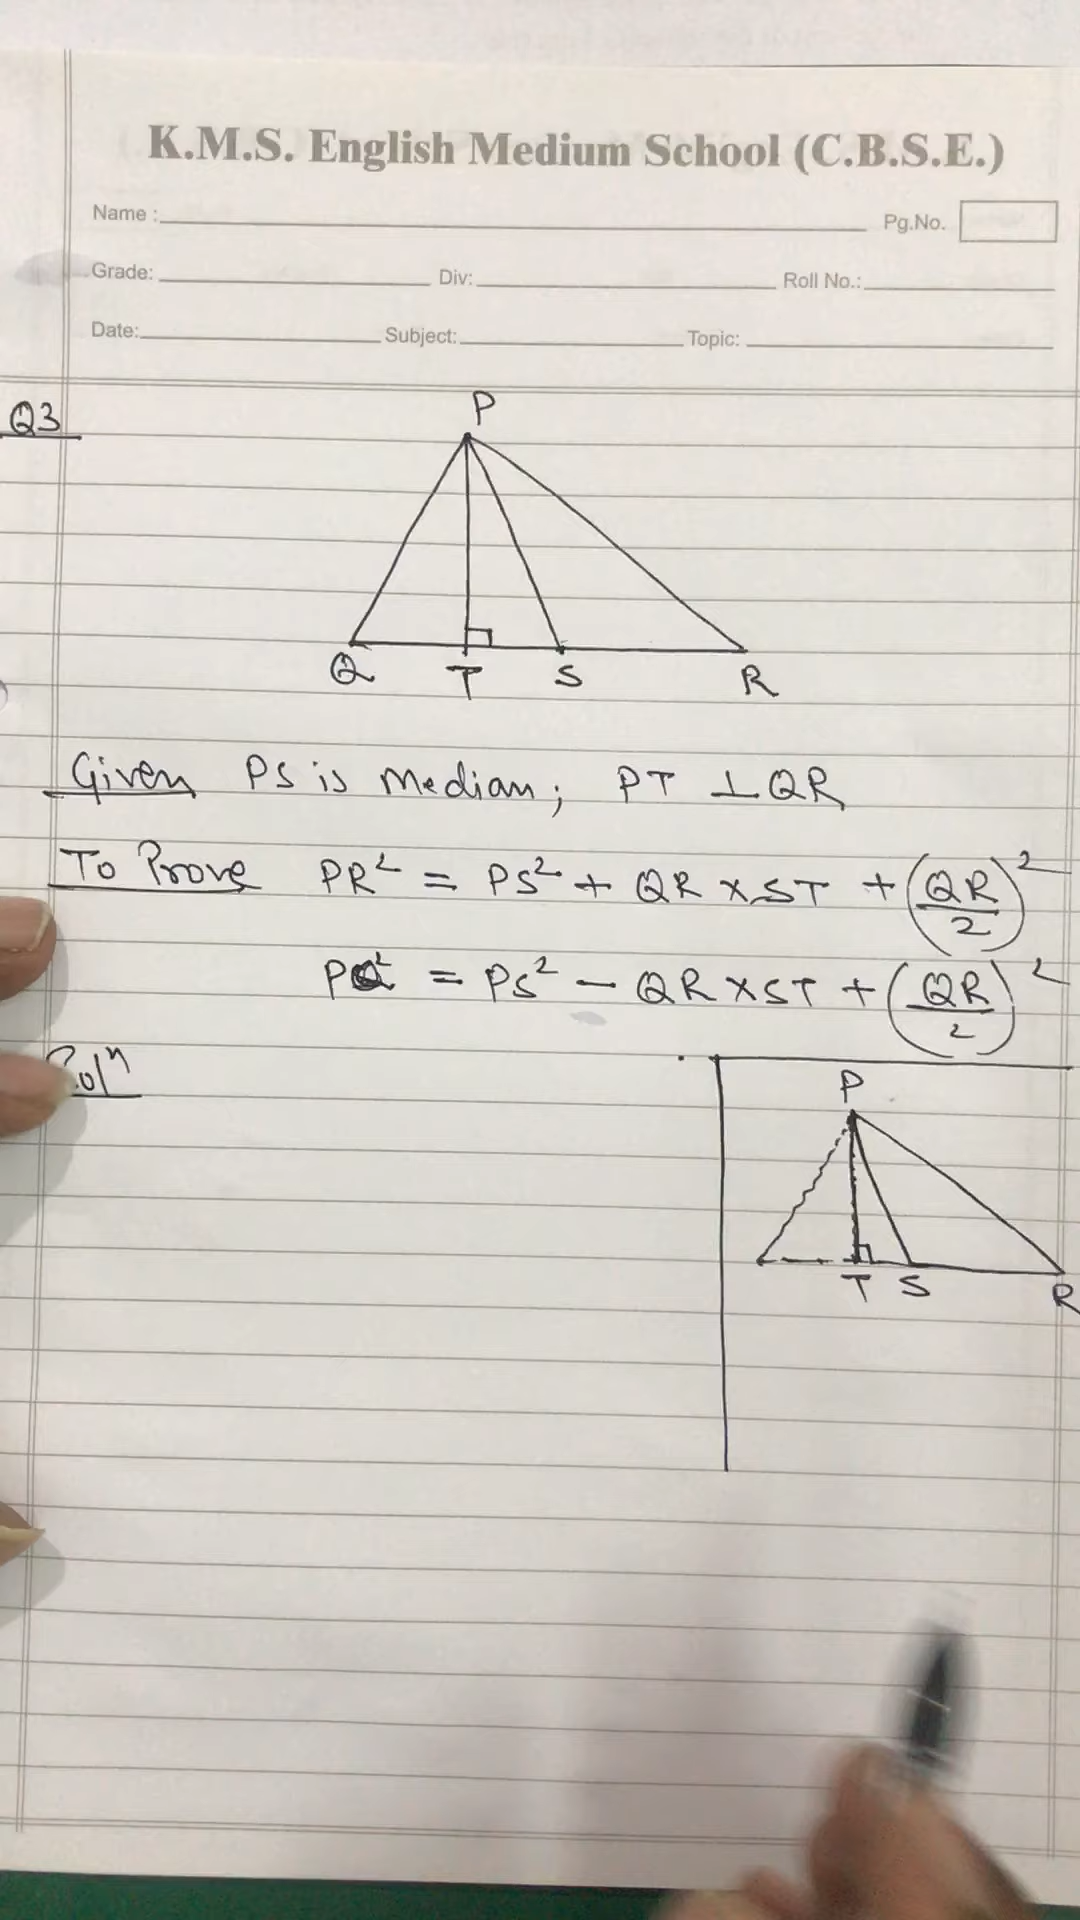 K.M.S. English Medium School (C.B.S.E.)
Name : Pg.No.
Grade: Div: Roll No.:
Date: Subject: Topic:
Q3
P
Q T S R
Given PS is Median; PT ⊥ QR
To Prove PR² = PS² + QR × ST + (QR/2)²
PQ² = PS² − QR × ST + (QR/2)²
Solⁿ
P
T S R